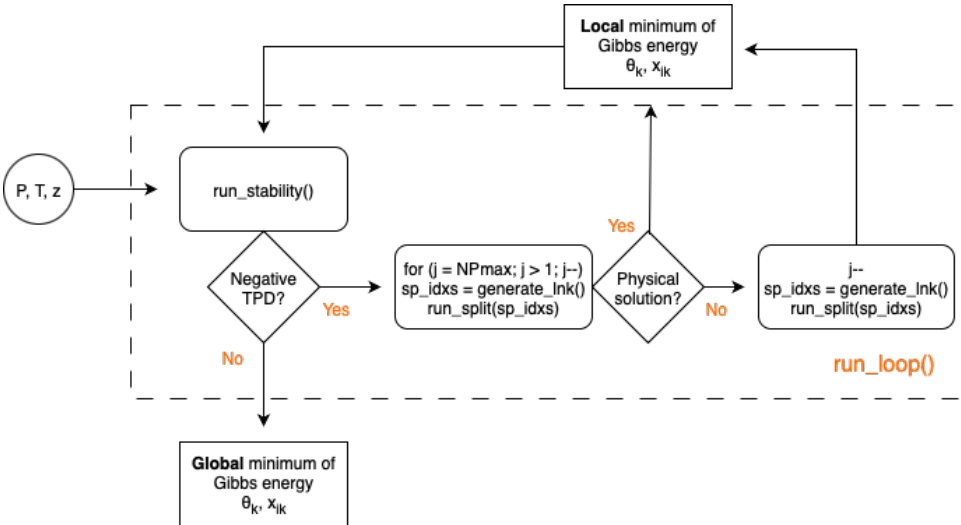 Local minimum of
Gibbs energy
θk, xik
P, T, z
run_stability()
Negative
TPD?
Yes
No
for (j = NPmax; j > 1; j--)
sp_idxs = generate_lnk()
run_split(sp_idxs)
Yes
Physical
solution?
No
j--
sp_idxs = generate_lnk()
run_split(sp_idxs)
run_loop()
Global minimum of
Gibbs energy
θk, xik